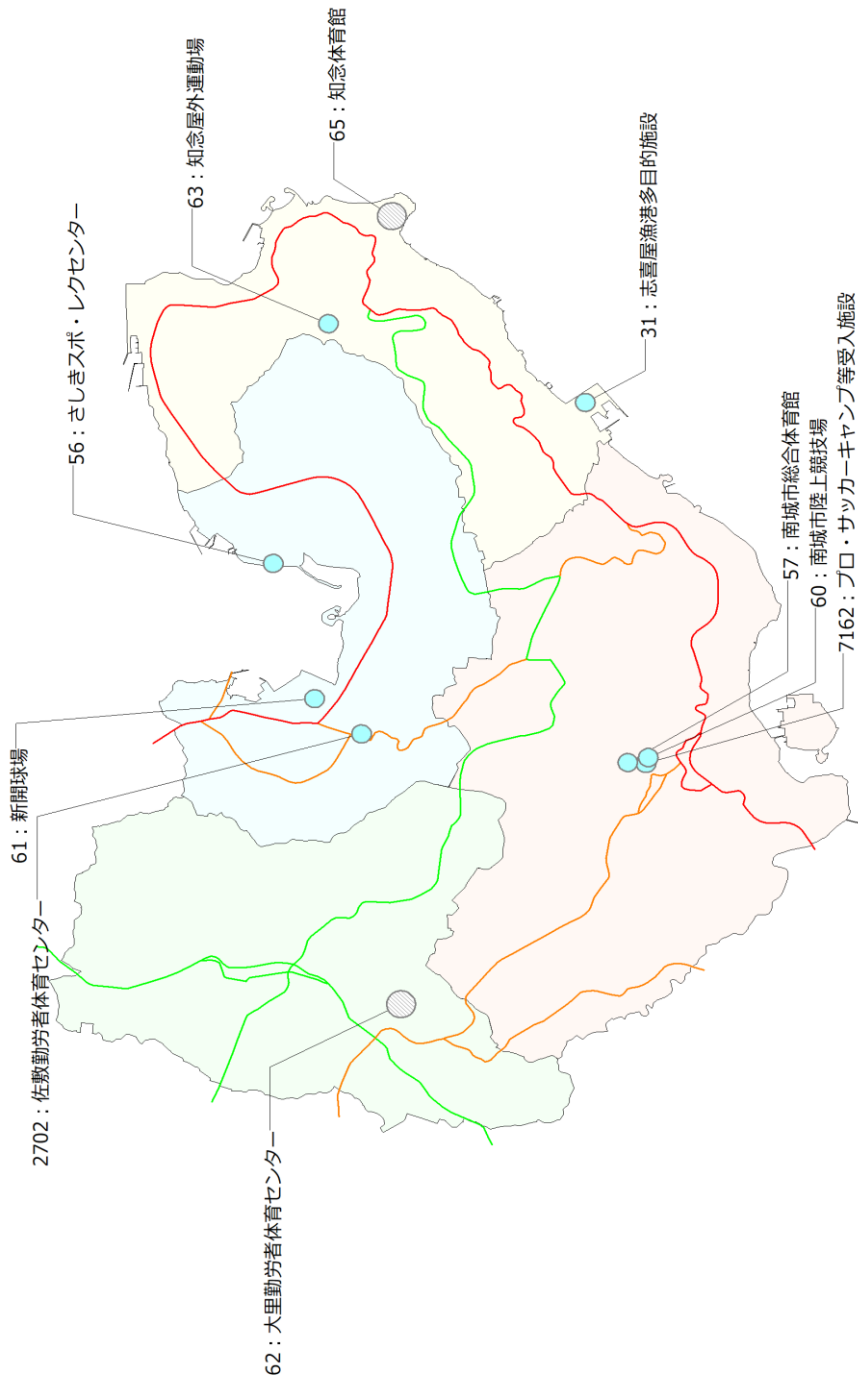 56：さしきスポ・レクセンター
63：知念屋外運動場
65：知念体育館
61：新開球場
2702：佐敷勤労者体育センター
62：大里勤労者体育センター
31：志喜屋漁港多目的施設
57：南城市総合体育館
60：南城市陸上競技場
7162：プロ・サッカーキャンプ等受入施設